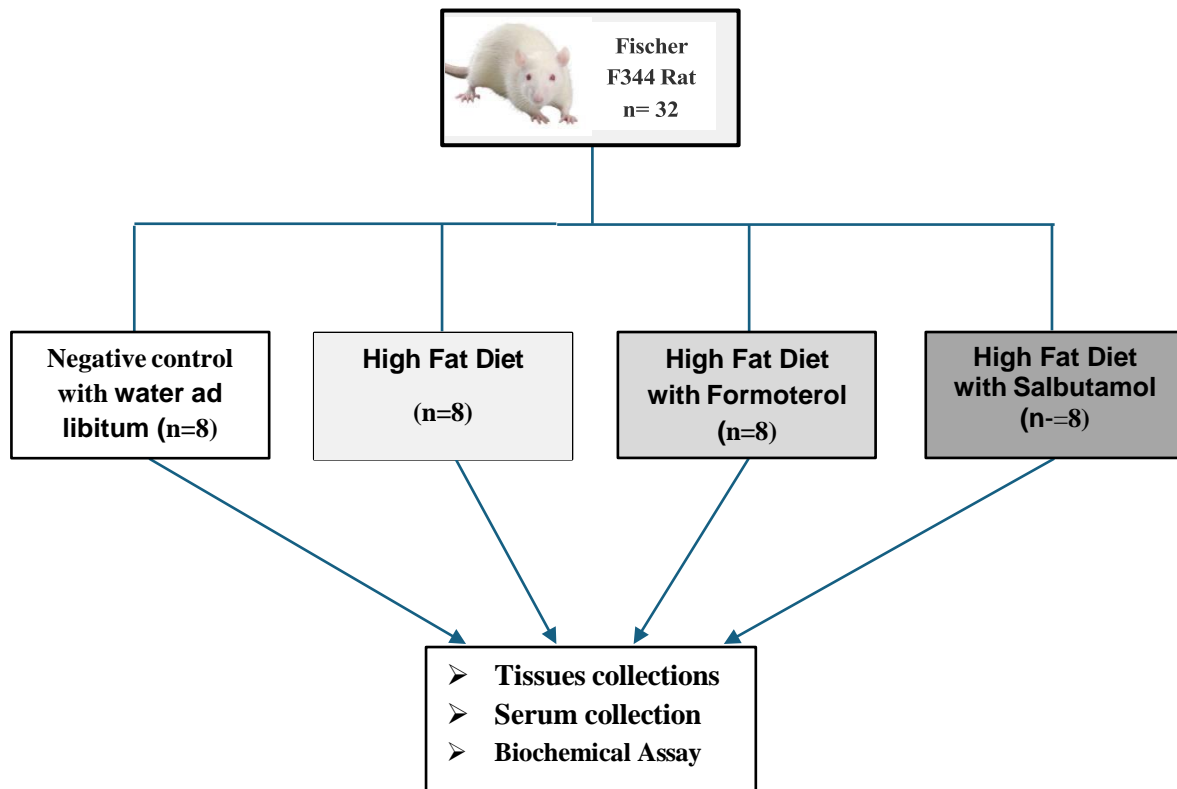 Fischer
F344 Rat
n= 32
Negative control
with water ad
libitum (n=8)
High Fat Diet
(n=8)
High Fat Diet
with Formoterol
(n=8)
High Fat Diet
with Salbutamol
(n-=8)
➢ Tissues collections
➢ Serum collection
➢ Biochemical Assay